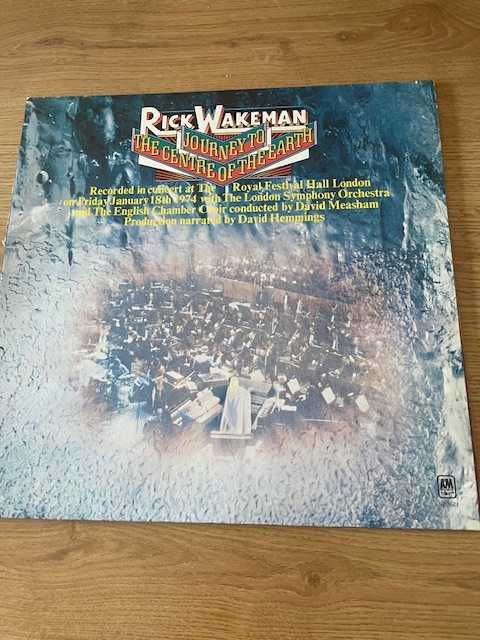 RICK WAKEMAN
JOURNEY TO
THE CENTRE OF THE EARTH
Recorded in concert at The Royal Festival Hall London
on Friday January 18th 1974 with The London Symphony Orchestra
and The English Chamber Choir conducted by David Measham
Production narrated by David Hemmings
A&M